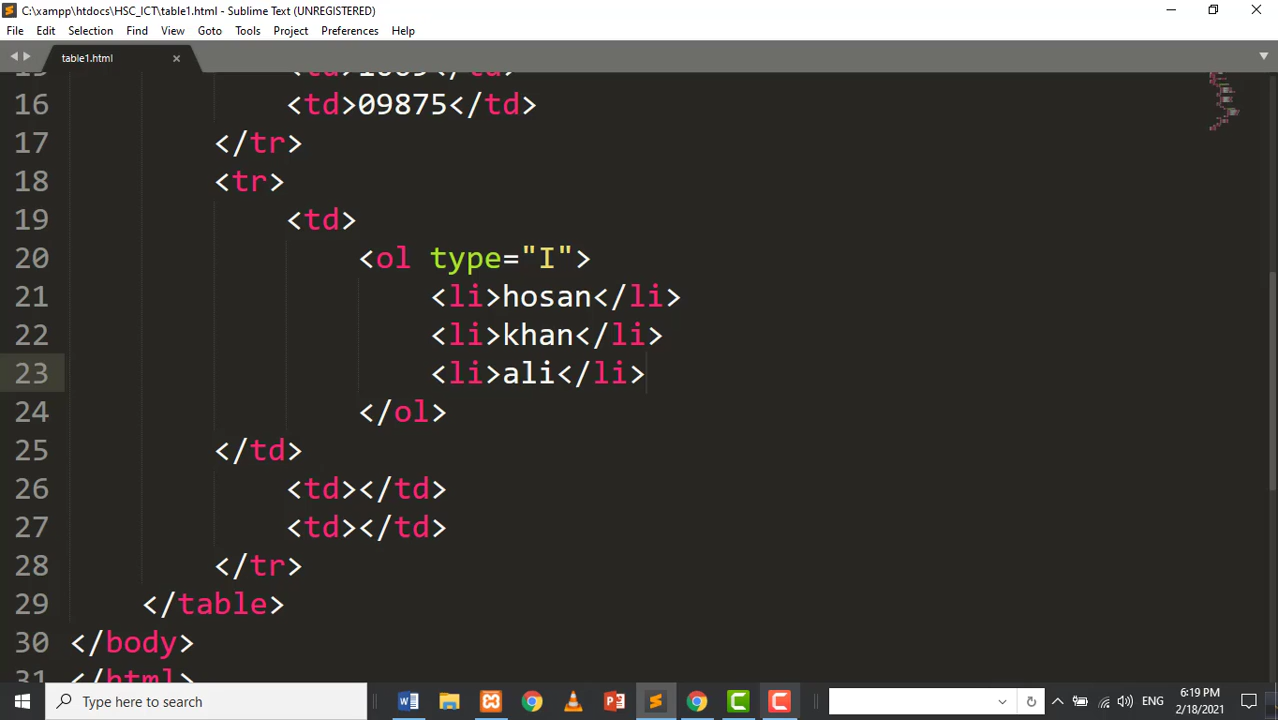 C:\xampp\htdocs\HSC_ICT\table1.html - Sublime Text (UNREGISTERED)
File Edit Selection Find View Goto Tools Project Preferences Help
table1.html
16 <td>09875</td>
17 </tr>
18 <tr>
19 <td>
20 <ol type="I">
21 <li>hosan</li>
22 <li>khan</li>
23 <li>ali</li>
24 </ol>
25 </td>
26 <td></td>
27 <td></td>
28 </tr>
29 </table>
30 </body>
31 </html>
Type here to search
ENG
6:19 PM
2/18/2021